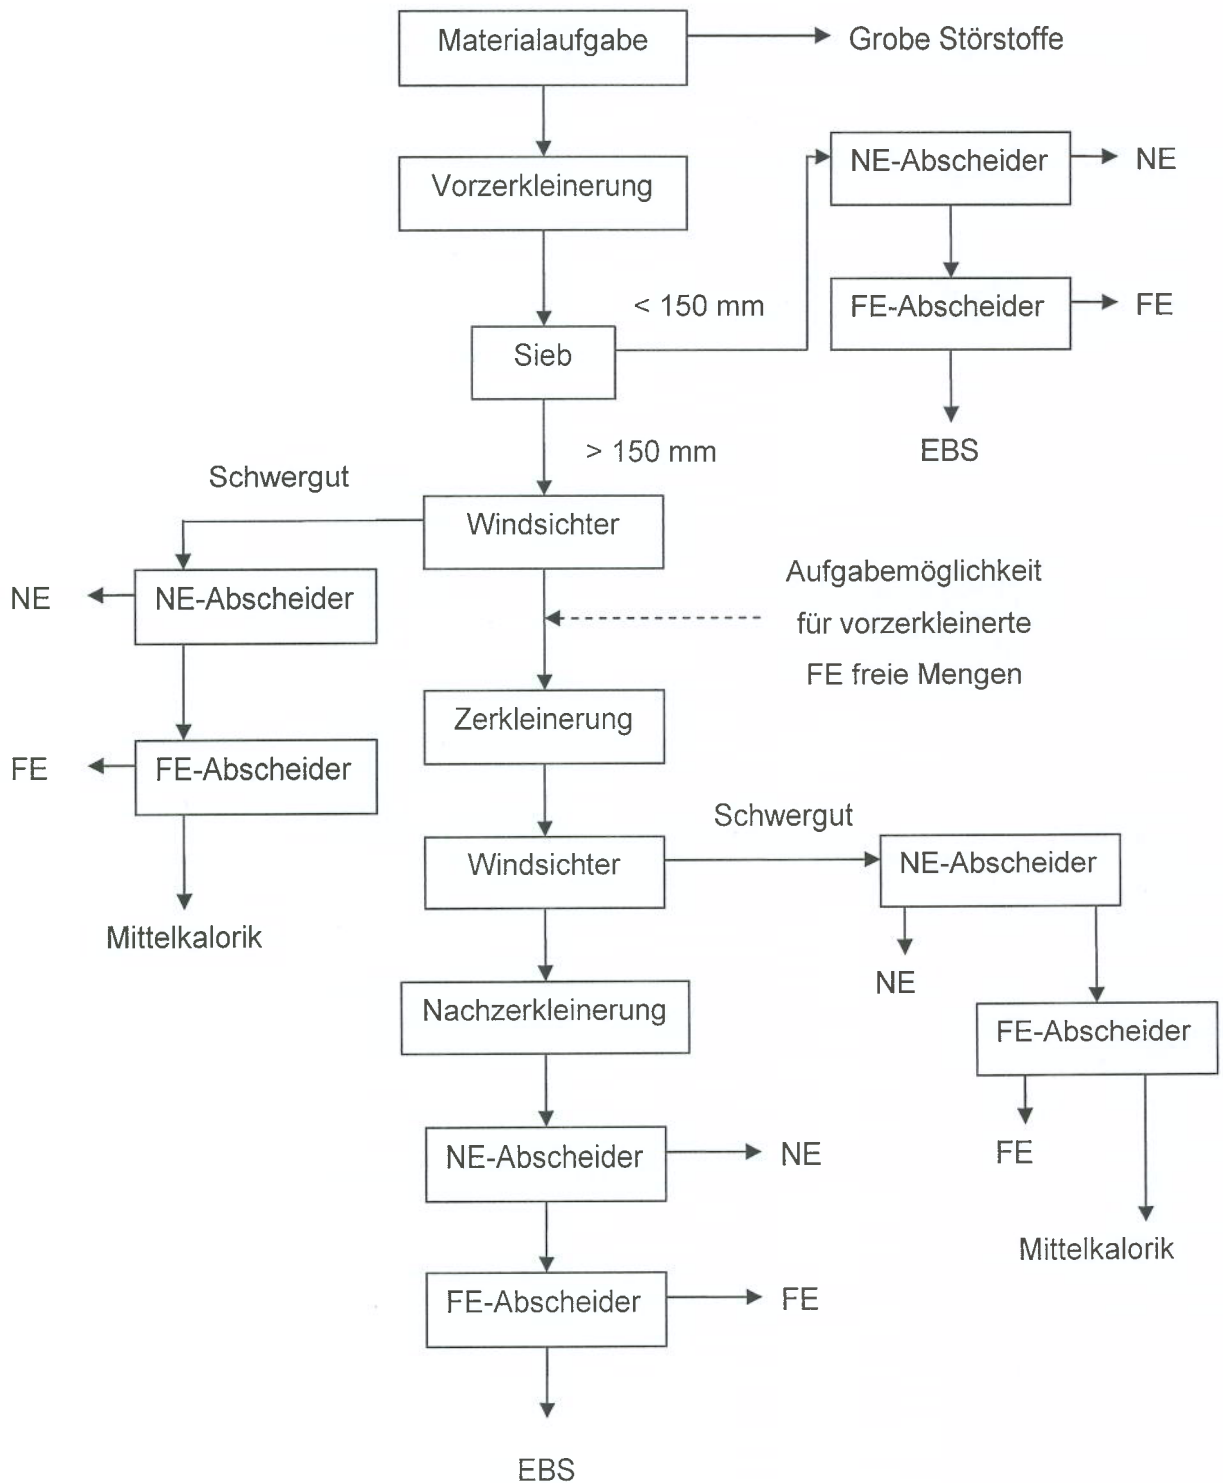 Materialaufgabe
Grobe Störstoffe
Vorzerkleinerung
NE-Abscheider
NE
FE-Abscheider
FE
< 150 mm
Sieb
EBS
> 150 mm
Schwergut
Windsichter
NE
NE-Abscheider
Aufgabemöglichkeit
für vorzerkleinerte
FE freie Mengen
Zerkleinerung
FE
FE-Abscheider
Mittelkalorik
Schwergut
Windsichter
NE-Abscheider
NE
Nachzerkleinerung
FE-Abscheider
FE
Mittelkalorik
NE-Abscheider
NE
FE-Abscheider
FE
EBS